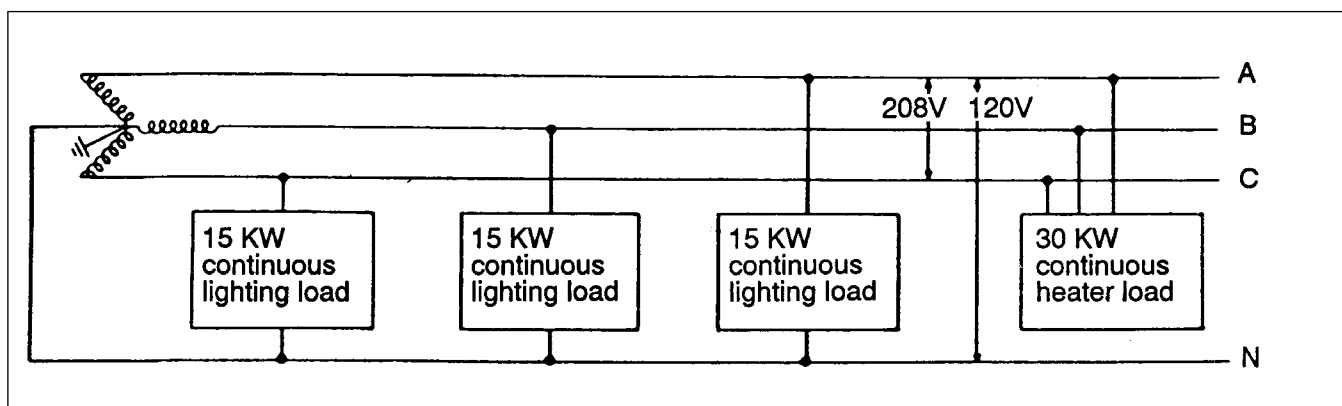 A
208V 120V
B
C
15 KW
continuous
lighting load
15 KW
continuous
lighting load
15 KW
continuous
lighting load
30 KW
continuous
heater load
N